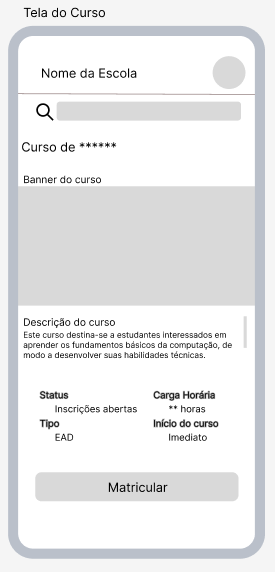 Tela do Curso
Nome da Escola
Curso de ******
Banner do curso
Descrição do curso
Este curso destina-se a estudantes interessados em
aprender os fundamentos básicos da computação, de
modo a desenvolver suas habilidades técnicas.
Status
Inscrições abertas
Tipo
EAD
Carga Horária
** horas
Início do curso
Imediato
Matricular